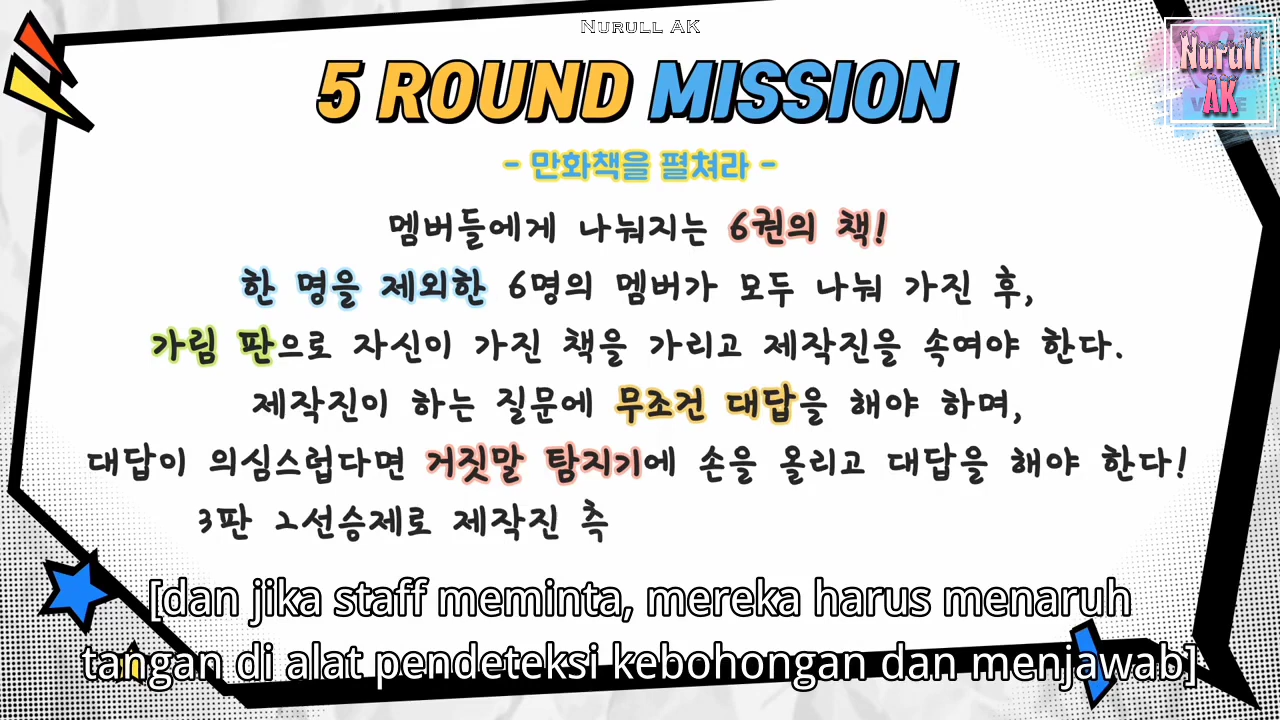 NURULL AK
Nurull
AK
5 ROUND MISSION
- 만화책을 펼쳐라 -
멤버들에게 나눠지는 6권의 책!
한 명을 제외한 6명의 멤버가 모두 나눠 가진 후,
가림 판으로 자신이 가진 책을 가리고 제작진을 속여야 한다.
제작진이 하는 질문에 무조건 대답을 해야 하며,
대답이 의심스럽다면 거짓말 탐지기에 손을 올리고 대답을 해야 한다!
3판 2선승제로 제작진 측
[dan jika staff meminta, mereka harus menaruh
tangan di alat pendeteksi kebohongan dan menjawab]